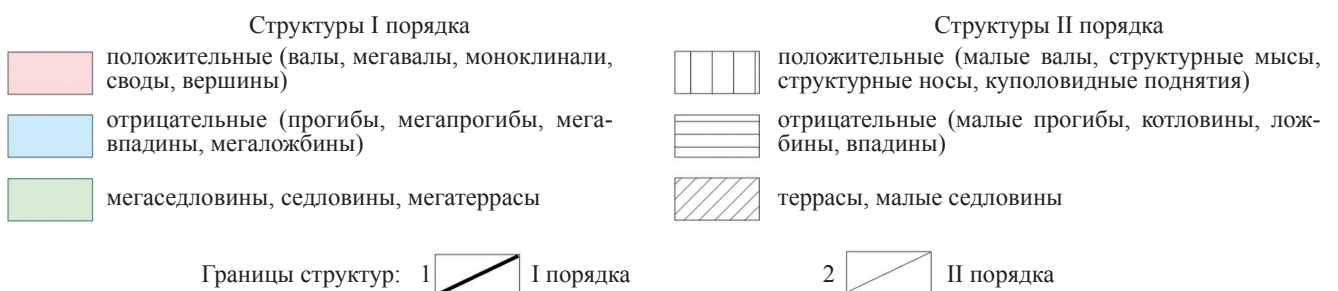 Структуры I порядка
положительные (валы, мегавалы, моноклинали,
своды, вершины)
отрицательные (прогибы, мегапрогибы, мега-
впадины, мегаложбины)
мегаседловины, седловины, мегатеррасы
Структуры II порядка
положительные (малые валы, структурные мысы,
структурные носы, куполовидные поднятия)
отрицательные (малые прогибы, котловины, лож-
бины, впадины)
террасы, малые седловины
Границы структур: 1 I порядка 2 II порядка